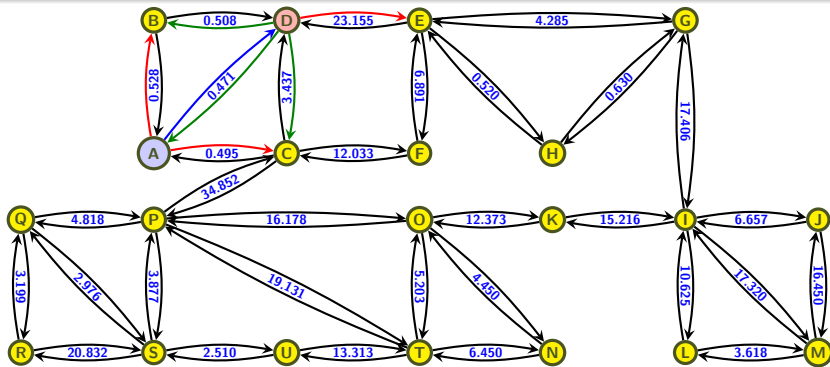 B 0.508 D 23.155 E 4.285 G
0.528 0.471 3.437 6.891 0.520 0.630 17.406
A 0.495 C 12.033 F H
34.852
Q 4.818 P 16.178 O 12.373 K 15.216 I 6.657 J
3.199 2.976 3.877 19.131 5.203 4.450 10.625 17.320 16.450
R 20.832 S 2.510 U 13.313 T 6.450 N L 3.618 M